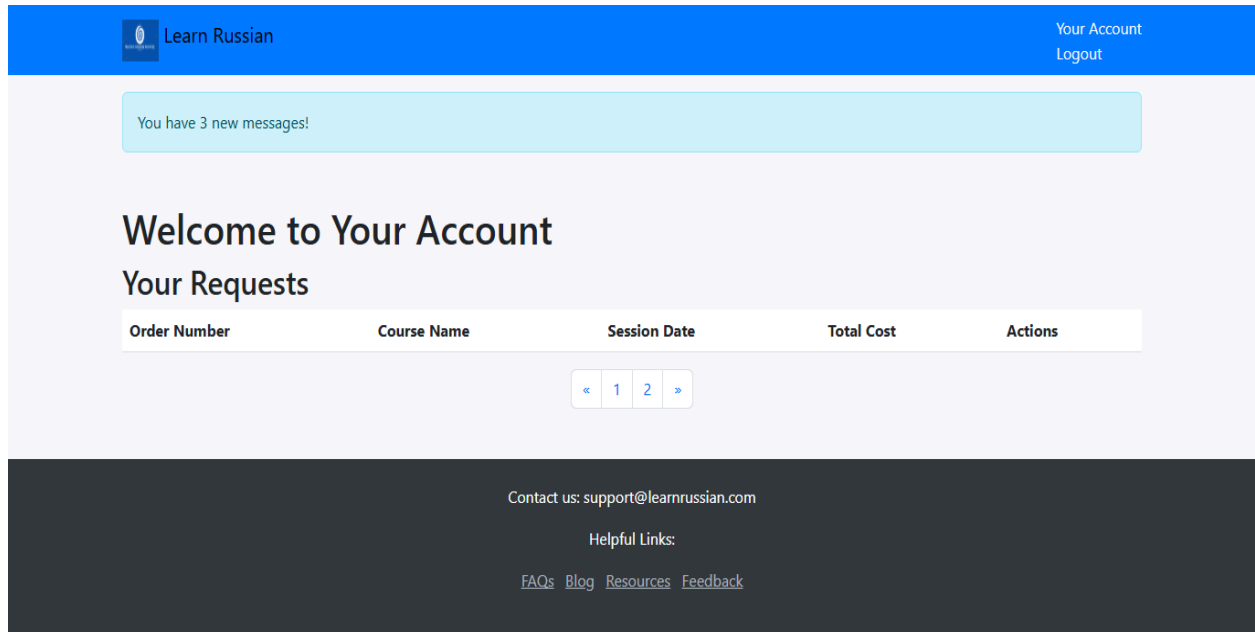 Learn Russian
Your Account
Logout
You have 3 new messages!
Welcome to Your Account
Your Requests
Order Number Course Name Session Date Total Cost Actions
« 1 2 »
Contact us: support@learnrussian.com
Helpful Links:
FAQs Blog Resources Feedback